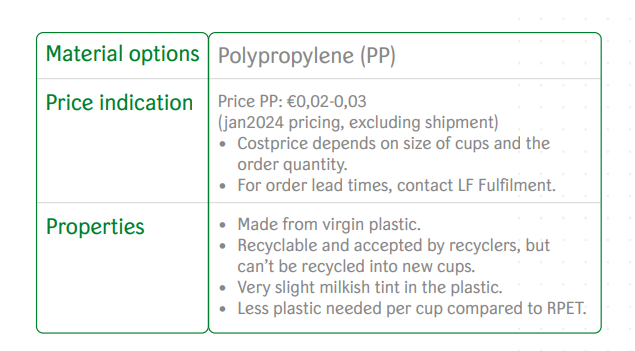 Material options
Polypropylene (PP)
Price indication
Price PP: €0,02-0,03
(jan2024 pricing, excluding shipment)
• Costprice depends on size of cups and the
order quantity.
• For order lead times, contact LF Fulfilment.
Properties
• Made from virgin plastic.
• Recyclable and accepted by recyclers, but
can't be recycled into new cups.
• Very slight milkish tint in the plastic.
• Less plastic needed per cup compared to RPET.